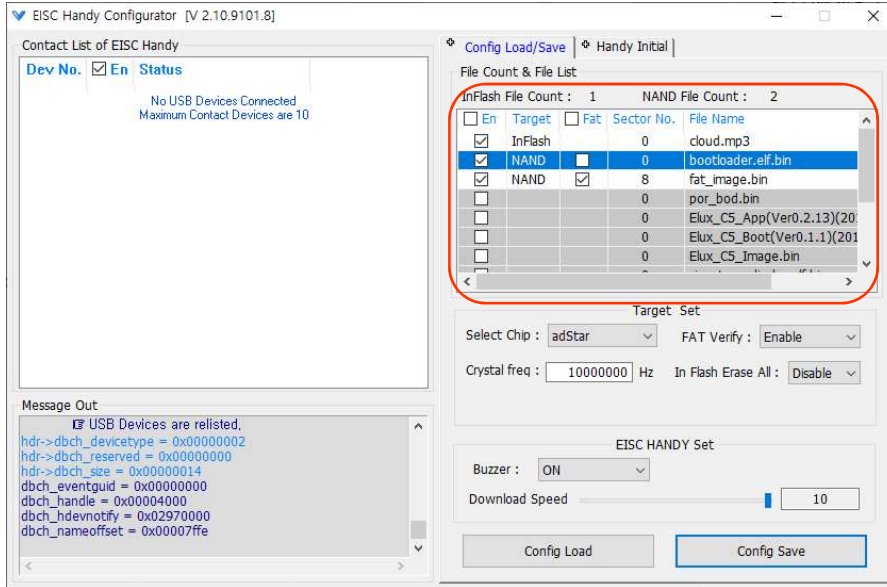 EISC Handy Configurator [V 2.10.9101.8]
Contact List of EISC Handy
Dev No. En Status
No USB Devices Connected
Maximum Contact Devices are 10
Message Out
USB Devices are relisted,
hdr->dbch_devicetype = 0x00000002
hdr->dbch_reserved = 0x00000000
hdr->dbch_size = 0x00000014
dbch_eventguid = 0x00000000
dbch_handle = 0x00004000
dbch_hdevnotify = 0x02970000
dbch_nameoffset = 0x00007ffe
Config Load/Save Handy Initial
File Count & File List
InFlash File Count : 1 NAND File Count : 2
En Target Fat Sector No. File Name
InFlash 0 cloud.mp3
NAND 0 bootloader.elf.bin
NAND 8 fat_image.bin
0 por_bod.bin
0 Elux_C5_App(Ver0.2.13)(20
0 Elux_C5_Boot(Ver0.1.1)(201
0 Elux_C5_Image.bin
Target Set
Select Chip : adStar FAT Verify : Enable
Crystal freq : 10000000 Hz In Flash Erase All : Disable
EISC HANDY Set
Buzzer : ON
Download Speed 10
Config Load Config Save